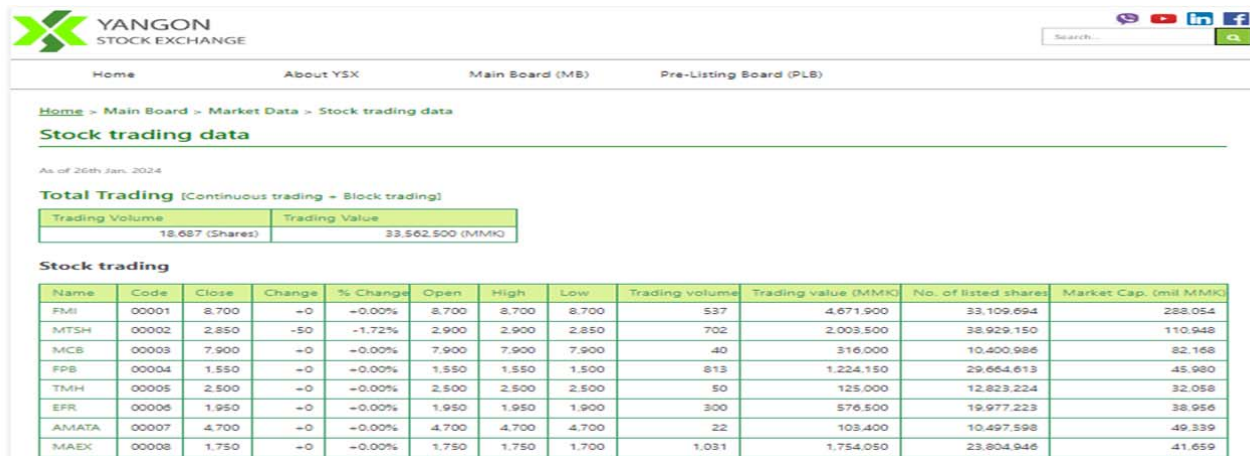 YANGON
STOCK EXCHANGE
Search...
Home About YSX Main Board (MB) Pre-Listing Board (PLB)
Home > Main Board > Market Data > Stock trading data
Stock trading data
As of 26th Jan. 2024
Total Trading [Continuous trading + Block trading]
Trading Volume Trading Value
18,687 (Shares) 33,562,500 (MMK)
Stock trading
Name Code Close Change % Change Open High Low Trading volume Trading value (MMK) No. of listed shares Market Cap. (mil MMK)
FMI 00001 8,700 +0 +0.00% 8,700 8,700 8,700 537 4,671,900 33,109,694 288,054
MTSH 00002 2,850 -50 -1.72% 2,900 2,900 2,850 702 2,003,500 38,929,150 110,948
MCB 00003 7,900 +0 +0.00% 7,900 7,900 7,900 40 316,000 10,400,986 82,168
FPB 00004 1,550 +0 +0.00% 1,550 1,550 1,500 813 1,224,150 29,664,613 45,980
TMH 00005 2,500 +0 +0.00% 2,500 2,500 2,500 50 125,000 12,823,224 32,058
EFR 00006 1,950 +0 +0.00% 1,950 1,950 1,900 300 576,500 19,977,223 38,956
AMATA 00007 4,700 +0 +0.00% 4,700 4,700 4,700 22 103,400 10,497,598 49,339
MAEX 00008 1,750 +0 +0.00% 1,750 1,750 1,700 1,031 1,754,050 23,804,946 41,659